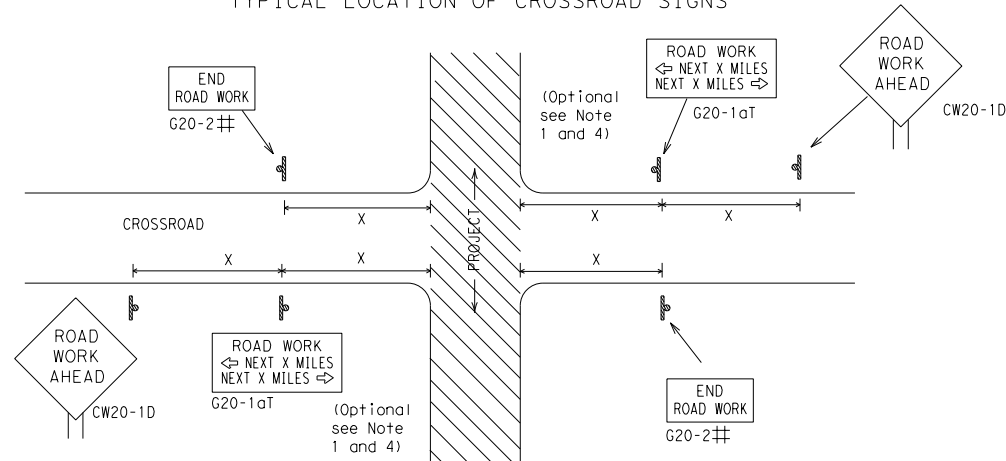 TYPICAL LOCATION OF CROSSROAD SIGNS
END
ROAD WORK
G20-2#
(Optional
see Note
1 and 4)
ROAD WORK
⇦ NEXT X MILES
NEXT X MILES ⇨
G20-1aT
ROAD
WORK
AHEAD
CW20-1D
X
X
X
CROSSROAD
PROJECT
X
X
X
ROAD
WORK
AHEAD
CW20-1D
ROAD WORK
⇦ NEXT X MILES
NEXT X MILES ⇨
G20-1aT
(Optional
see Note
1 and 4)
END
ROAD WORK
G20-2#